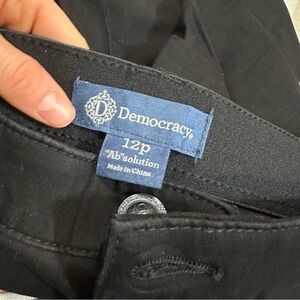 D Democracy®
12p
"Ab"solution
Made in China